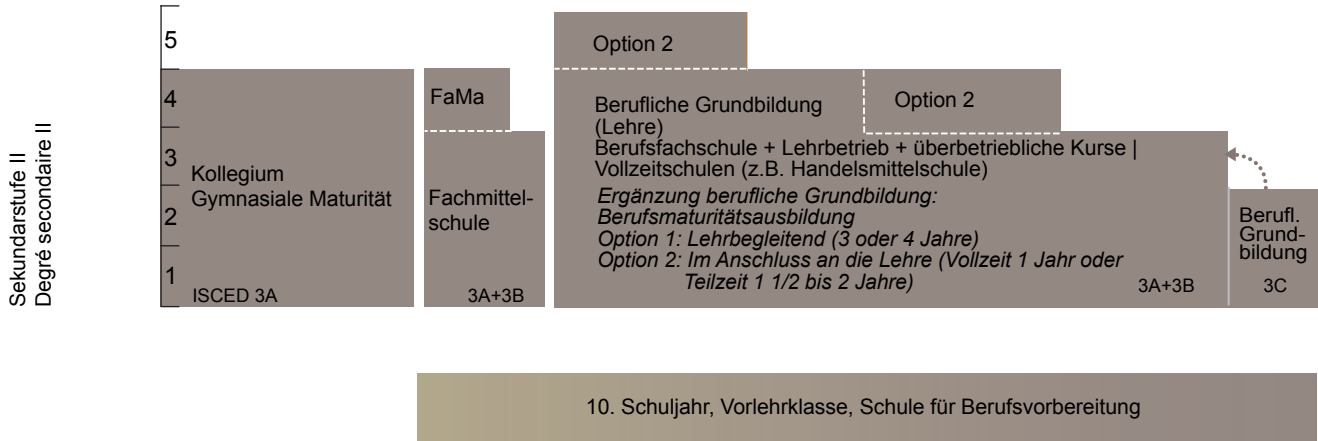 Sekundarstufe II
Degré secondaire II
5
4
3
2
1
Kollegium
Gymnasiale Maturität
ISCED 3A
FaMa
Fachmittel-
schule
3A+3B
Option 2
Option 2
Berufliche Grundbildung
(Lehre)
Berufsfachschule + Lehrbetrieb + überbetriebliche Kurse |
Vollzeitschulen (z.B. Handelsmittelschule)
Ergänzung berufliche Grundbildung:
Berufsmaturitätsausbildung
Option 1: Lehrbegleitend (3 oder 4 Jahre)
Option 2: Im Anschluss an die Lehre (Vollzeit 1 Jahr oder
Teilzeit 1 1/2 bis 2 Jahre)
3A+3B
Berufl.
Grund-
bildung
3C
10. Schuljahr, Vorlehrklasse, Schule für Berufsvorbereitung